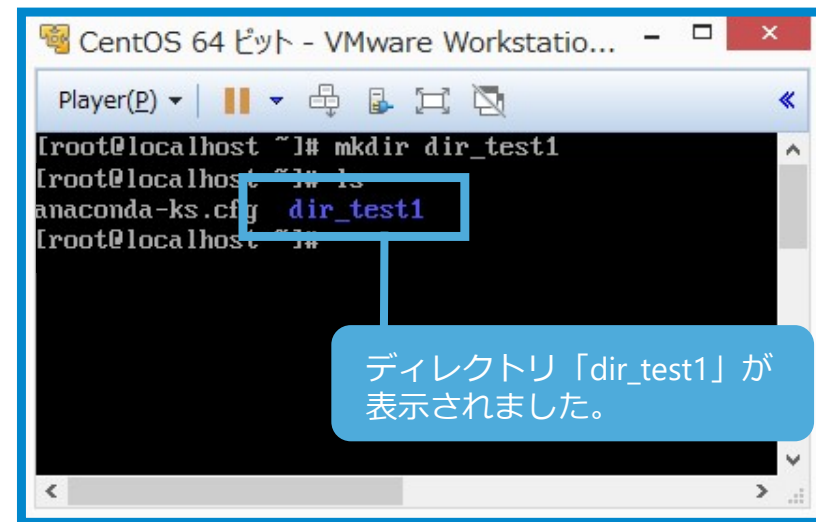 CentOS 64 ビット - VMware Workstatio...
Player(P)
[root@localhost ~]# mkdir dir_test1
[root@localhost ~]# ls
anaconda-ks.cfg dir_test1
[root@localhost ~]#
ディレクトリ「dir_test1」が
表示されました。